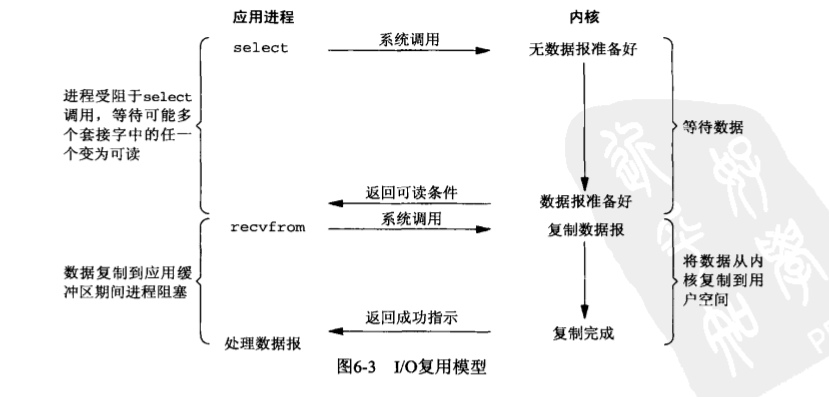 应用进程
内核
select
系统调用
无数据报准备好
进程受阻于select
调用，等待可能多
个套接字中的任一
个变为可读
等待数据
返回可读条件
数据报准备好
recvfrom
系统调用
复制数据报
数据复制到应用缓
冲区期间进程阻塞
将数据从内
核复制到用
户空间
返回成功指示
复制完成
处理数据报
图6-3 I/O复用模型